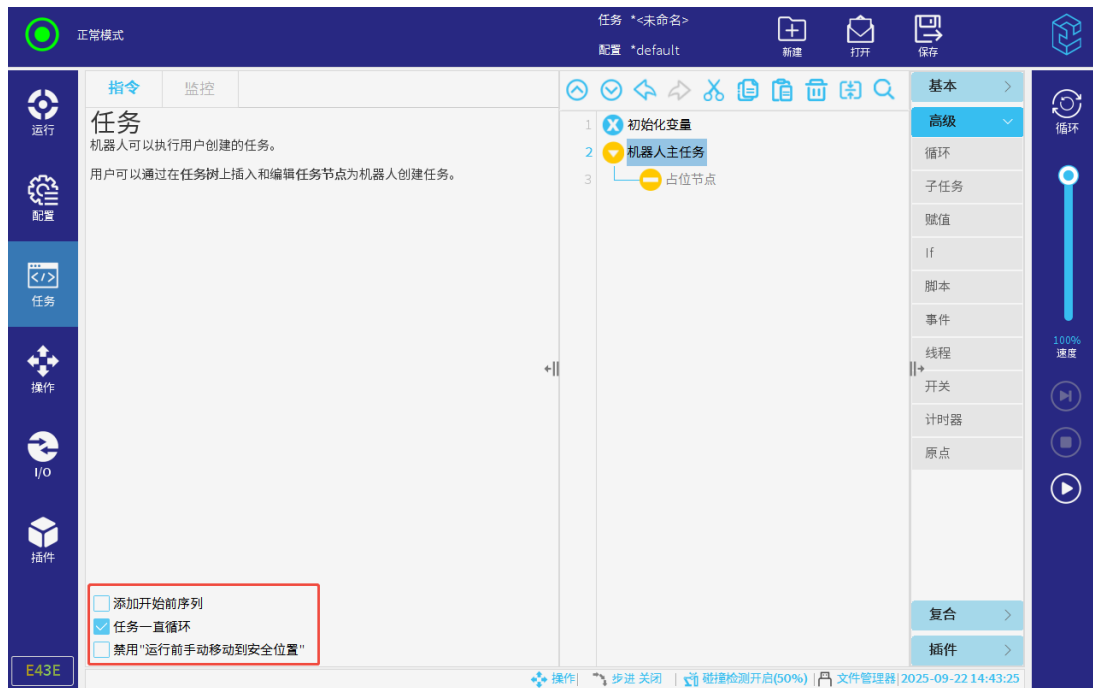 正常模式
任务 *<未命名>
配置 *default
新建
打开
保存
运行
配置
任务
操作
I/O
插件
E43E
指令
监控
任务
机器人可以执行用户创建的任务。
用户可以通过在任务树上插入和编辑任务节点为机器人创建任务。
添加开始前序列
任务一直循环
禁用"运行前手动移动到安全位置"
1 初始化变量
2 机器人主任务
3 占位节点
基本
高级
循环
子任务
赋值
If
脚本
事件
线程
开关
计时器
原点
复合
插件
循环
100%
速度
操作| 步进 关闭 | 碰撞检测开启(50%) | 文件管理器| 2025-09-22 14:43:25